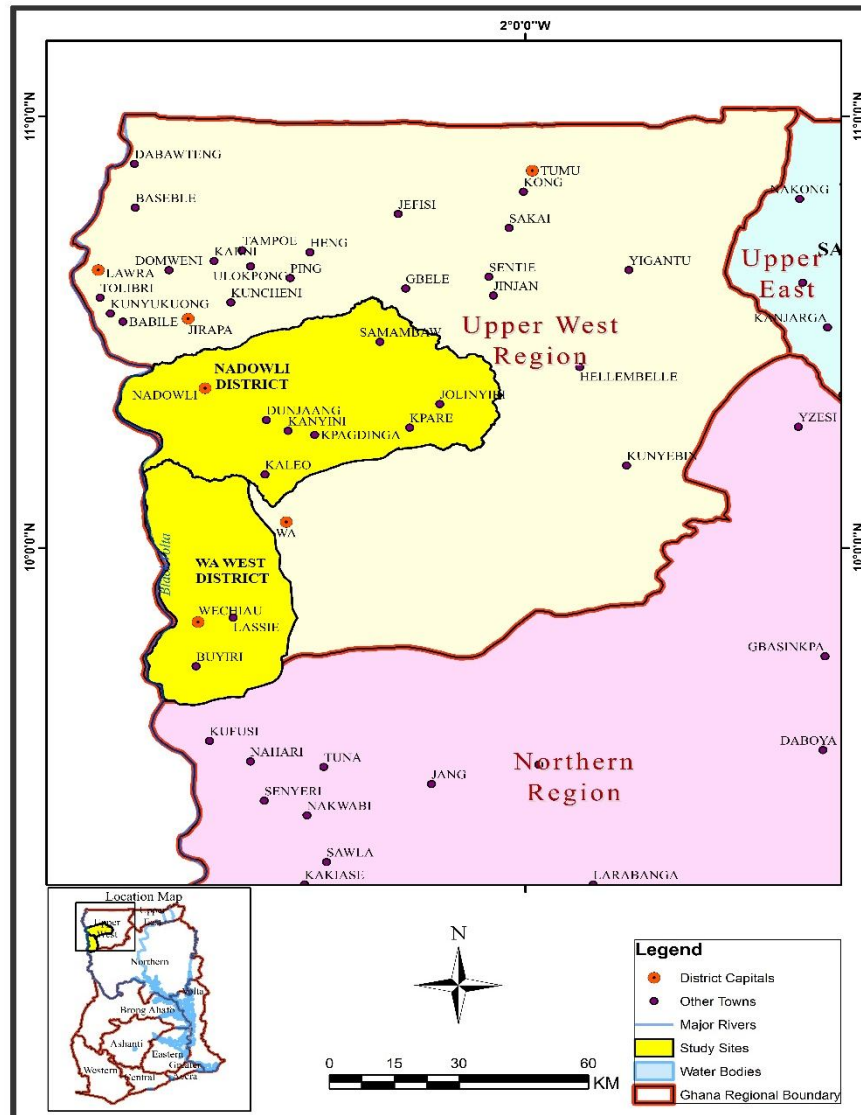 2°0'0"W
11°0'0"N
11°0'0"N
DABAWTENG
TUMU
KONG
NAKONG
BASEBLE
JEFISI
SAKAI
SA
TAMPOE
HENG
KAHNI
DOMWENI
LAWRA
ULOKPONG
PING
SENTIE
YIGANTU
Upper
East
TOLIBRI
KUNCHENI
GBELE
JINJAN
KUNYUKUONG
BABILE
JIRAPA
KANJARGA
Upper West
Region
SAMAMBAW
NADOWLI
DISTRICT
HELLEMBELLE
NADOWLI
JOLINYIRI
DUNJAANG
KANYINI
KPARE
KPAGDINGA
YZESI
KALEO
KUNYEBIN
WA
10°0'0"N
10°0'0"N
Black Volta
WA WEST
DISTRICT
WECHIAU
LASSIE
BUYIRI
GBASINKPA
KUFUSI
NAHARI
TUNA
DABOYA
Northern
Region
JANG
SENYERI
NAKWABI
SAWLA
KAKIASE
LARABANGA
Location Map
Upper
East
Upper
West
Northern
Volta
Brong Ahafo
Ashanti
Eastern
Greater
Accra
Western
Central
N
0 15 30 60
KM
Legend
District Capitals
Other Towns
Major Rivers
Study Sites
Water Bodies
Ghana Regional Boundary